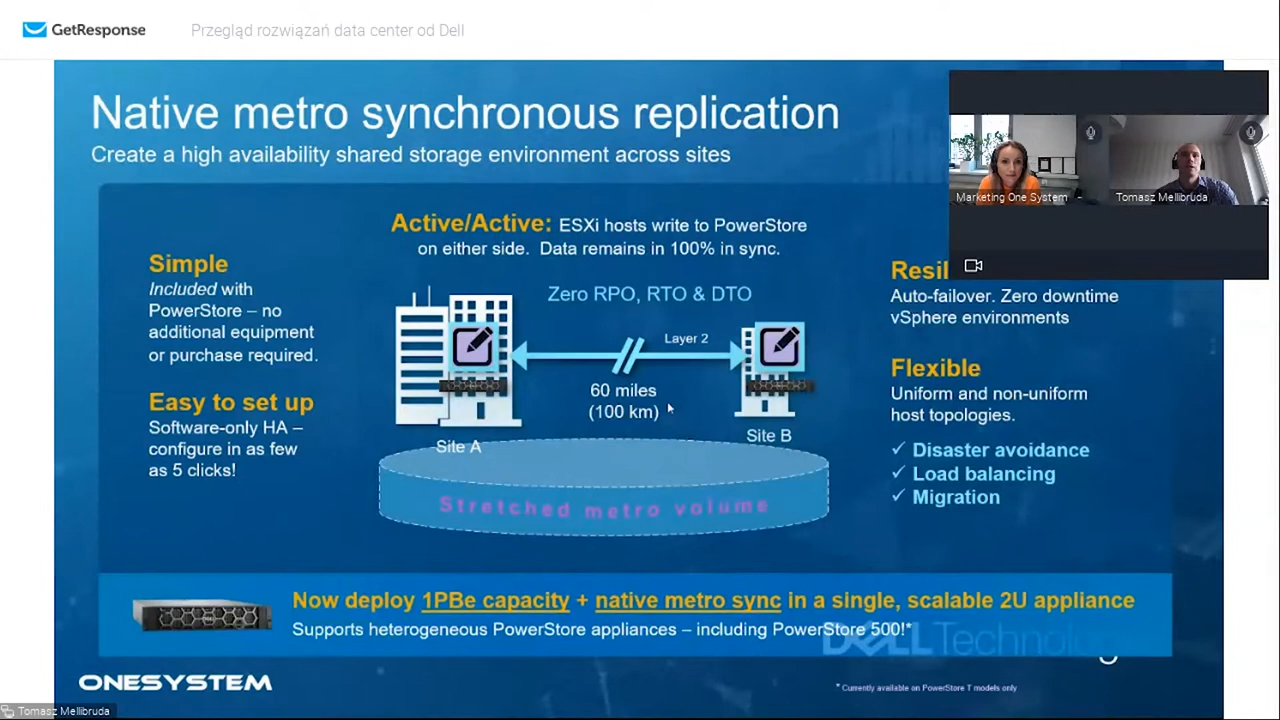 GetResponse
Przegląd rozwiązań data center od Dell
Native metro synchronous replication
Create a high availability shared storage environment across sites
Marketing One System
Tomasz Mellibruda
Simple
Included with
PowerStore – no
additional equipment
or purchase required.
Easy to set up
Software-only HA –
configure in as few
as 5 clicks!
Active/Active: ESXi hosts write to PowerStore
on either side. Data remains in 100% in sync.
Zero RPO, RTO & DTO
Layer 2
60 miles
(100 km)
Site A
Site B
Stretched metro volume
Resil
Auto-failover. Zero downtime
vSphere environments
Flexible
Uniform and non-uniform
host topologies.
✓ Disaster avoidance
✓ Load balancing
✓ Migration
Now deploy 1PBe capacity + native metro sync in a single, scalable 2U appliance
Supports heterogeneous PowerStore appliances – including PowerStore 500!*
DELLTechnolog
ONESYSTEM
* Currently available on PowerStore T models only
Tomasz Mellibruda